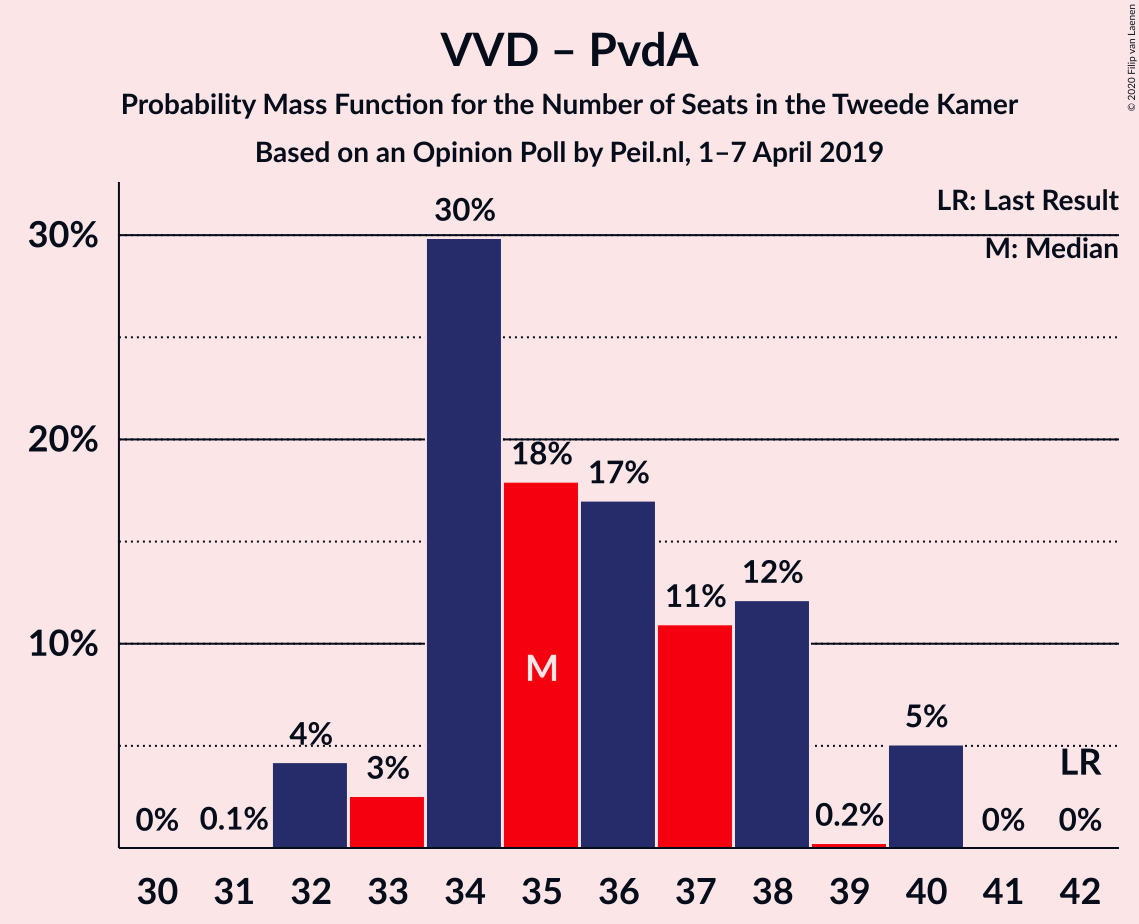 VVD – PvdA
Probability Mass Function for the Number of Seats in the Tweede Kamer
Based on an Opinion Poll by Peil.nl, 1–7 April 2019
© 2020 Filip van Laenen
LR: Last Result
M: Median
30%
20%
10%
0%
0.1%
4%
3%
30%
18%
17%
11%
12%
0.2%
5%
0%
0%
M
LR
30 31 32 33 34 35 36 37 38 39 40 41 42